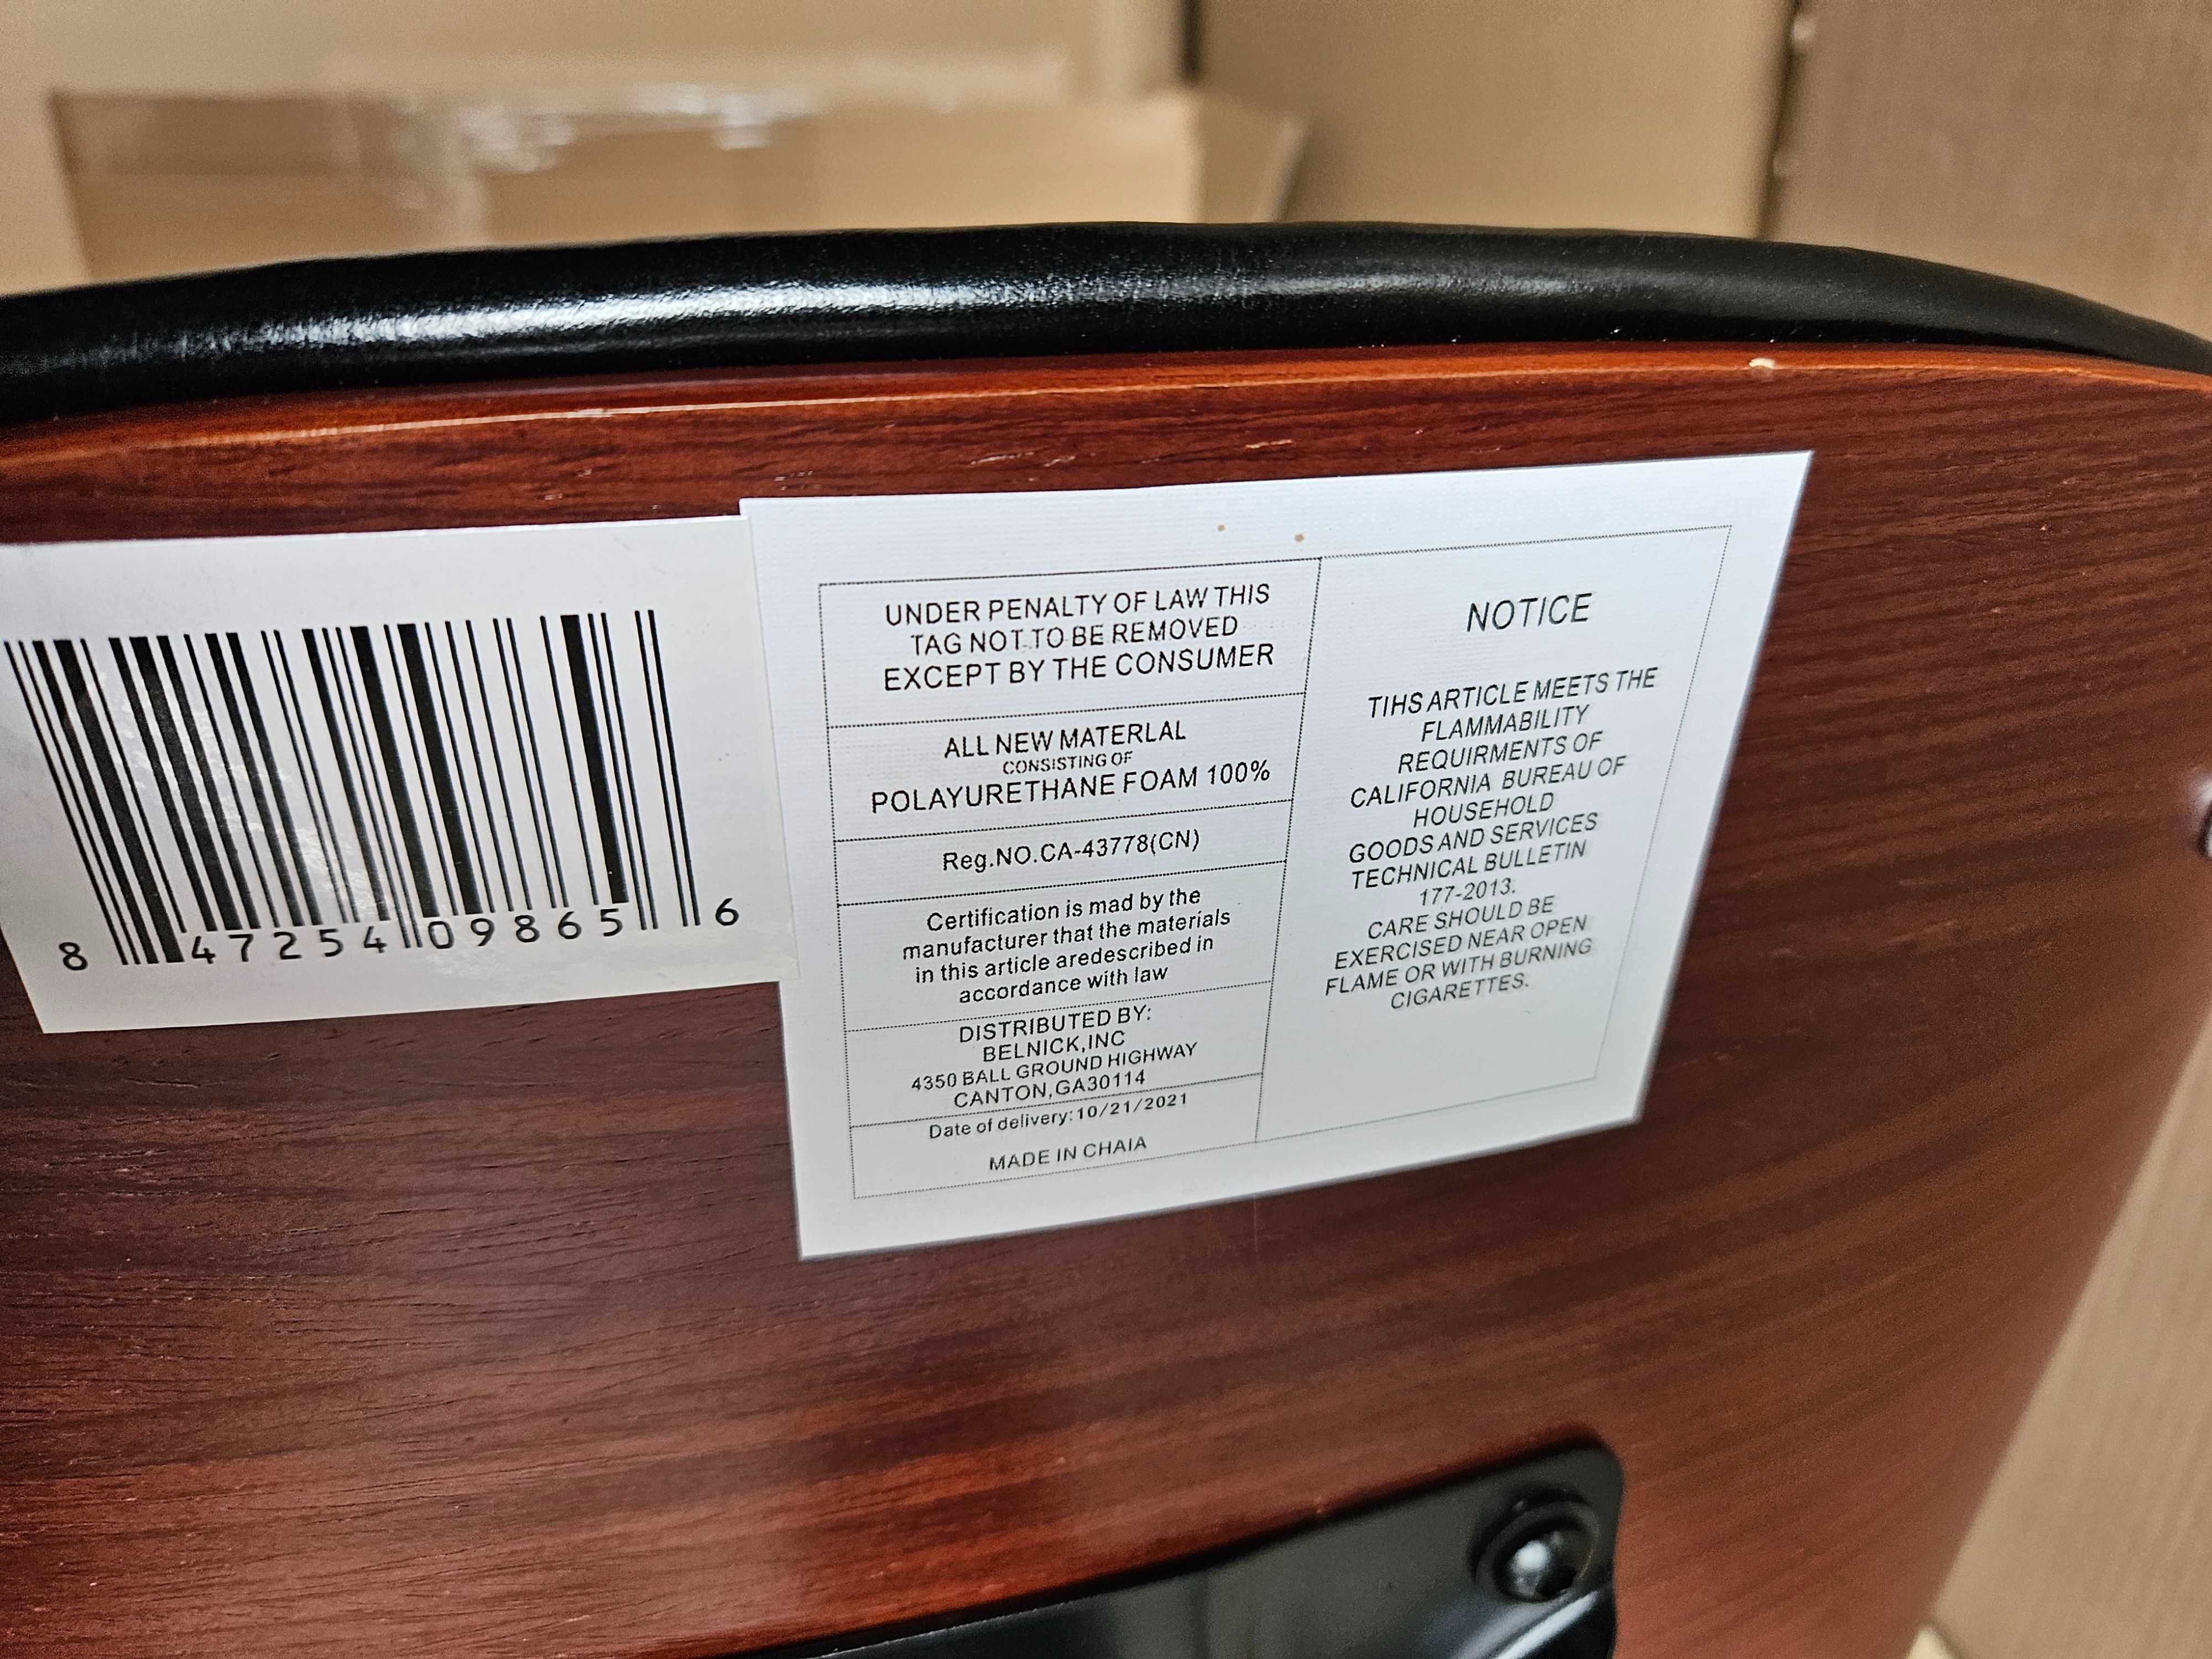 8 47254 09865 6
UNDER PENALTY OF LAW THIS
TAG NOT TO BE REMOVED
EXCEPT BY THE CONSUMER
ALL NEW MATERLAL
CONSISTING OF
POLAYURETHANE FOAM 100%
Reg.NO.CA-43778(CN)
Certification is mad by the
manufacturer that the materials
in this article aredescribed in
accordance with law
DISTRIBUTED BY:
BELNICK,INC
4350 BALL GROUND HIGHWAY
CANTON,GA30114
Date of delivery:10/21/2021
MADE IN CHAIA
NOTICE
TIHS ARTICLE MEETS THE
FLAMMABILITY
REQUIRMENTS OF
CALIFORNIA BUREAU OF
HOUSEHOLD
GOODS AND SERVICES
TECHNICAL BULLETIN
177-2013.
CARE SHOULD BE
EXERCISED NEAR OPEN
FLAME OR WITH BURNING
CIGARETTES.